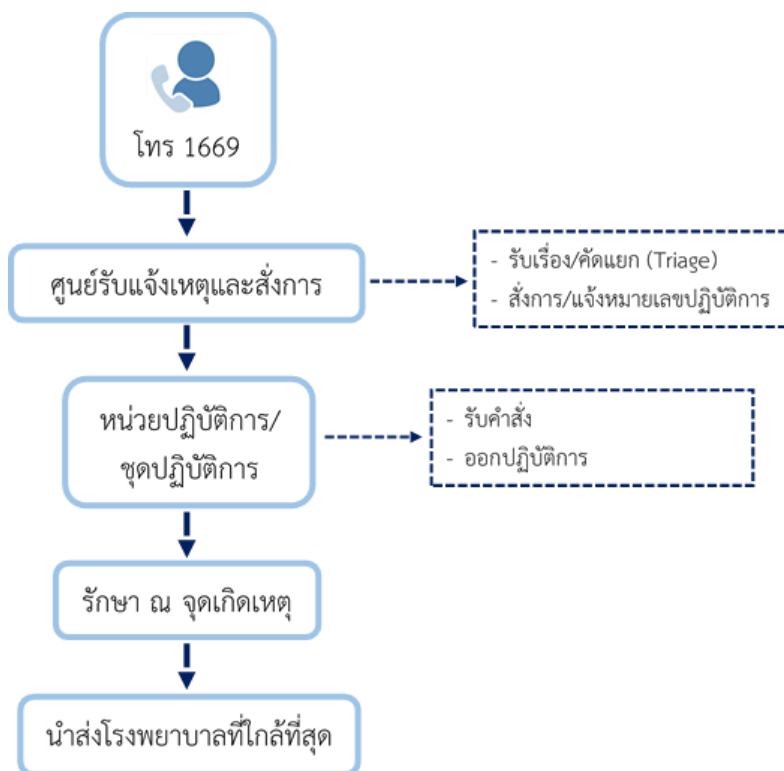 โทร 1669
ศูนย์รับแจ้งเหตุและสั่งการ
- รับเรื่อง/คัดแยก (Triage)
- สั่งการ/แจ้งหมายเลขปฏิบัติการ
หน่วยปฏิบัติการ/
ชุดปฏิบัติการ
- รับคำสั่ง
- ออกปฏิบัติการ
รักษา ณ จุดเกิดเหตุ
นำส่งโรงพยาบาลที่ใกล้ที่สุด